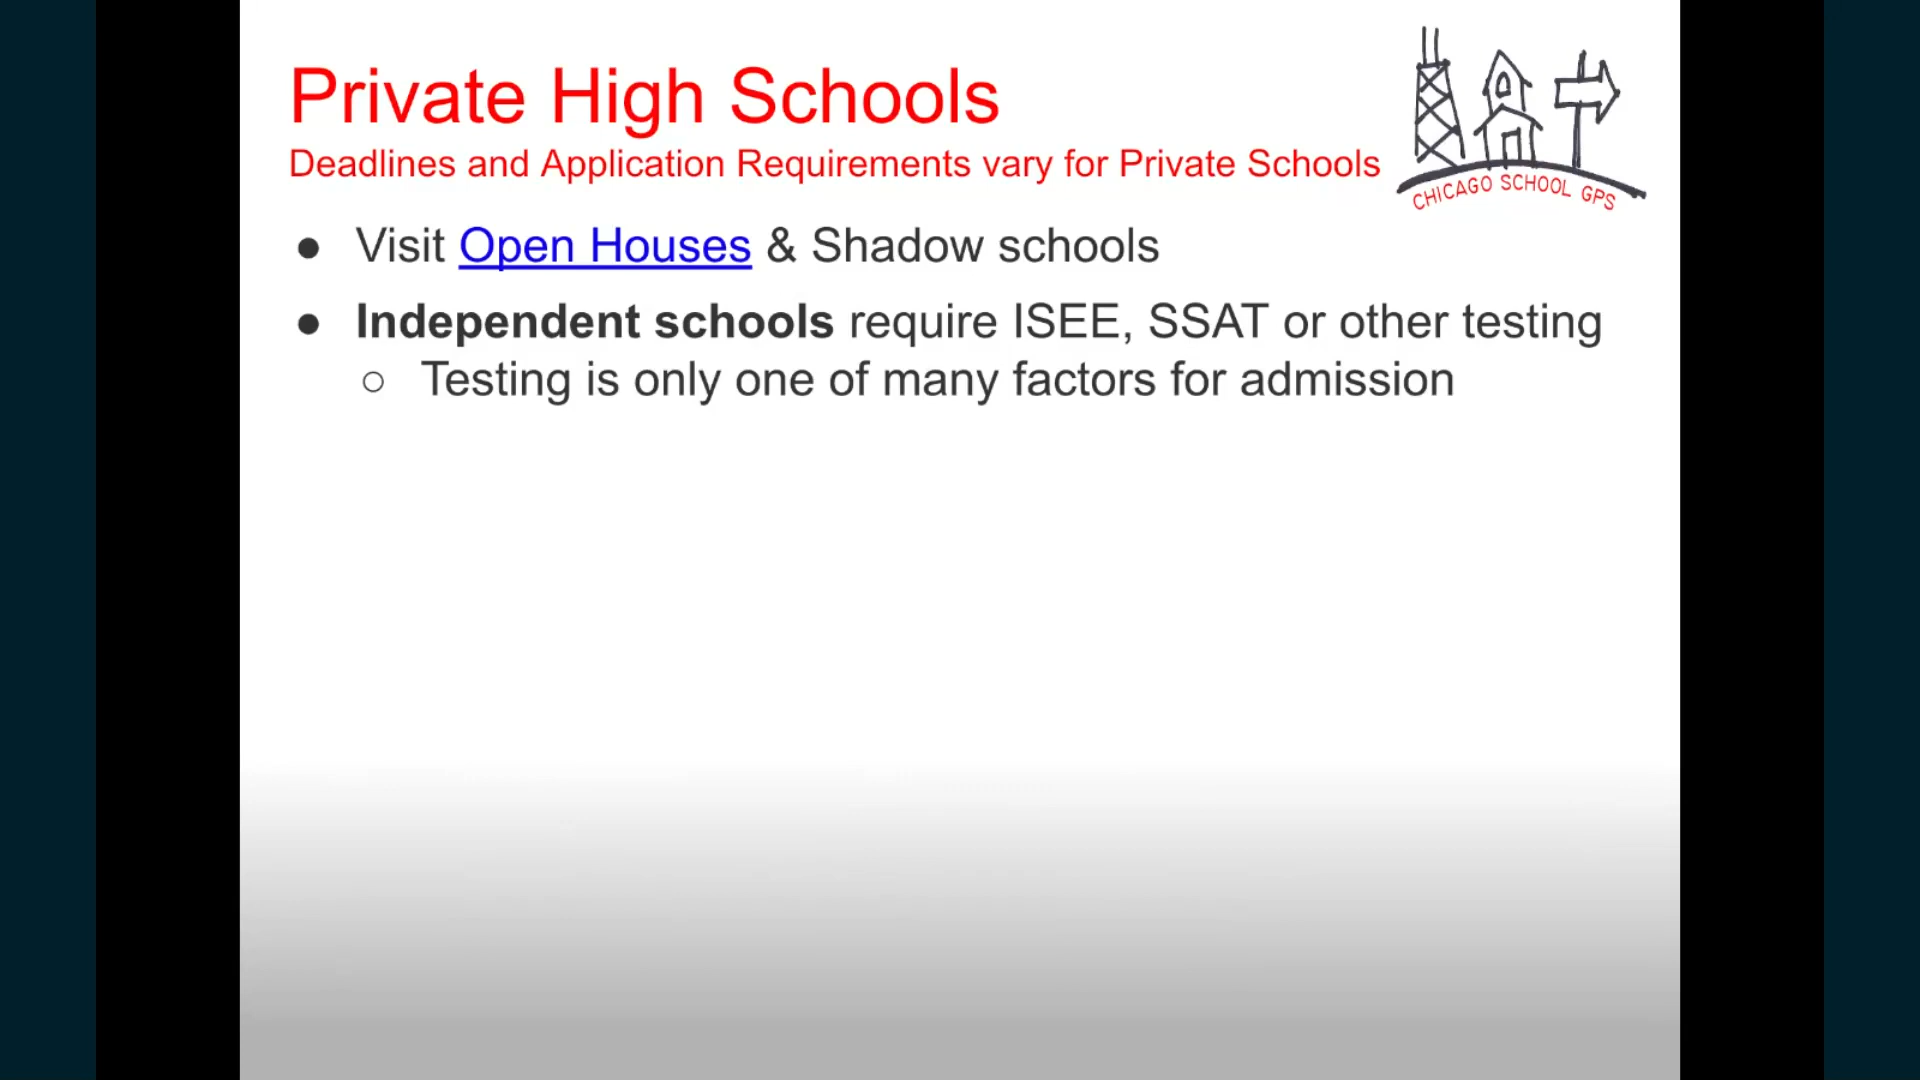 Private High Schools
Deadlines and Application Requirements vary for Private Schools
CHICAGO SCHOOL GPS
● Visit Open Houses & Shadow schools
● Independent schools require ISEE, SSAT or other testing
○ Testing is only one of many factors for admission